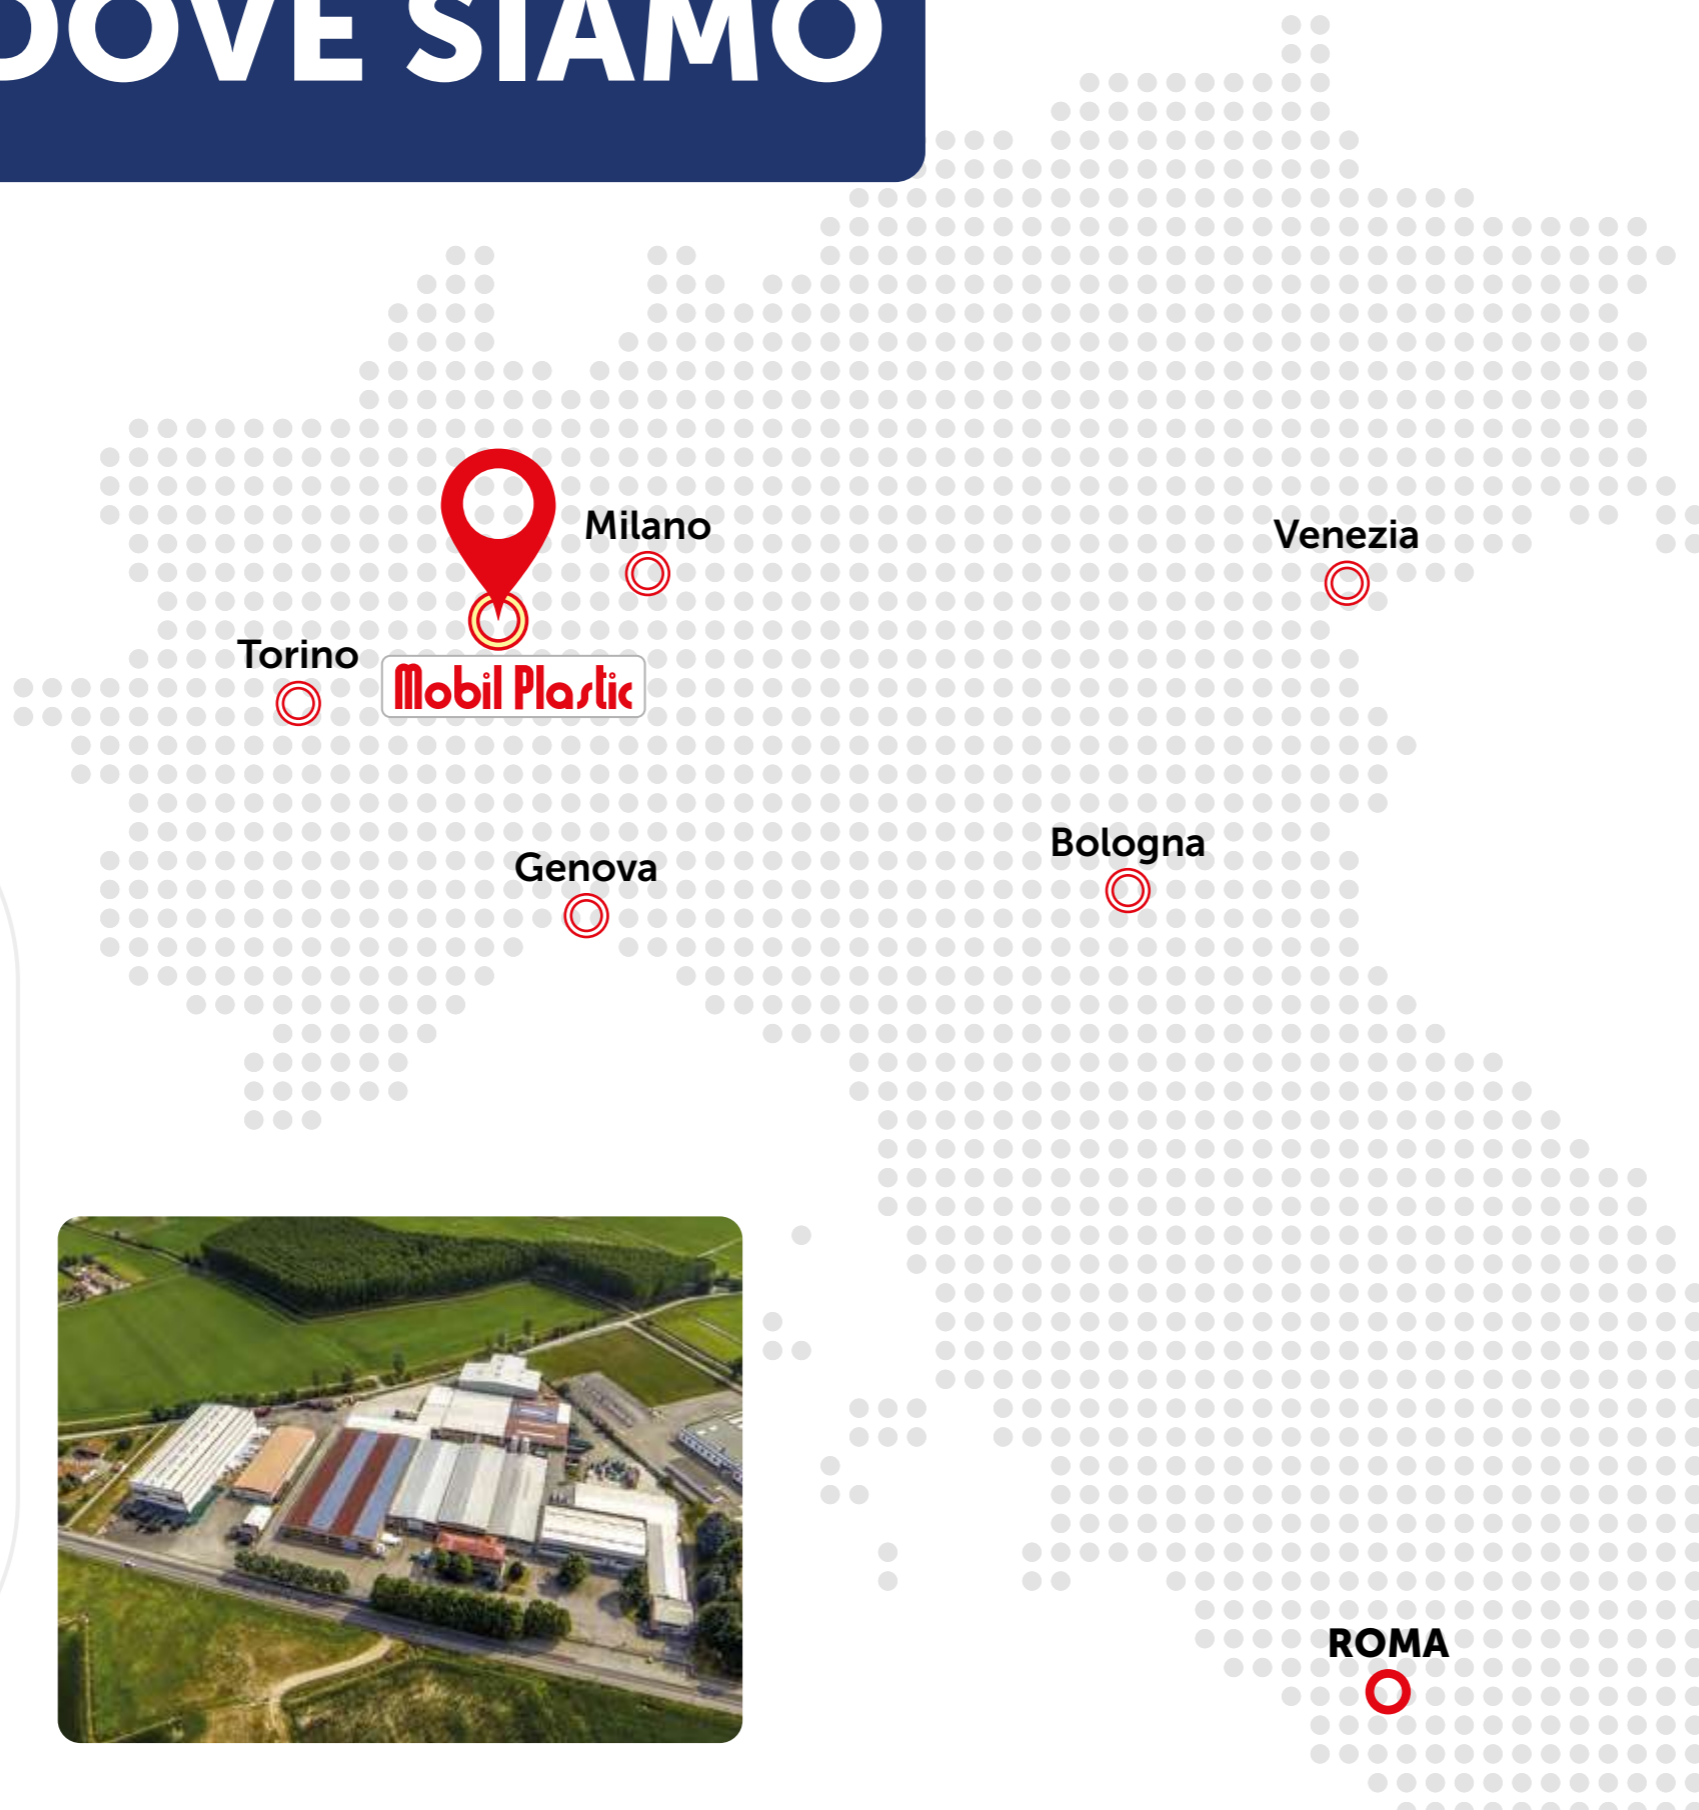 DOVE SIAMO
Milano
Venezia
Torino
Mobil Plastic
Bologna
Genova
ROMA